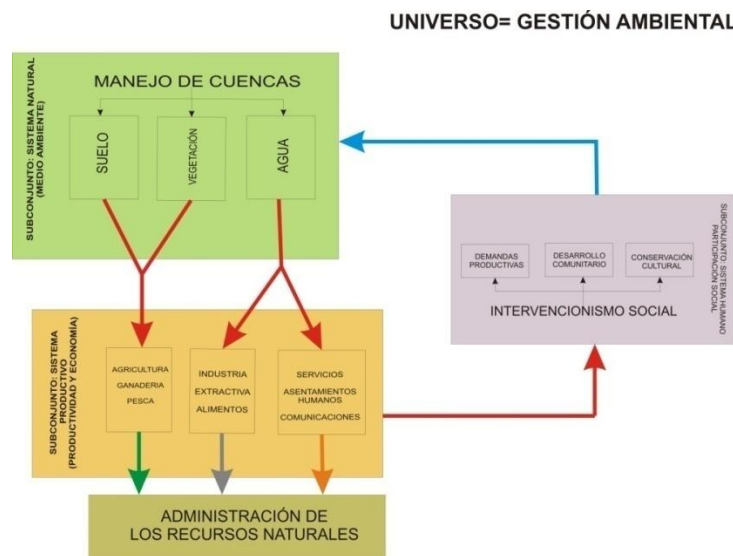 UNIVERSO= GESTIÓN AMBIENTAL
SUBCONJUNTO: SISTEMA NATURAL
(MEDIO AMBIENTE)
MANEJO DE CUENCAS
SUELO
VEGETACIÓN
AGUA
SUBCONJUNTO: SISTEMA HUMANO
PARTICIPACIÓN SOCIAL
DEMANDAS
PRODUCTIVAS
DESARROLLO
COMUNITARIO
CONSERVACIÓN
CULTURAL
INTERVENCIONISMO SOCIAL
SUBCONJUNTO: SISTEMA
PRODUCTIVO
(PRODUCTIVIDAD Y ECONOMÍA)
AGRICULTURA
GANADERIA
PESCA
INDUSTRIA
EXTRACTIVA
ALIMENTOS
SERVICIOS
ASENTAMIENTOS
HUMANOS
COMUNICACIONES
ADMINISTRACIÓN DE
LOS RECURSOS NATURALES